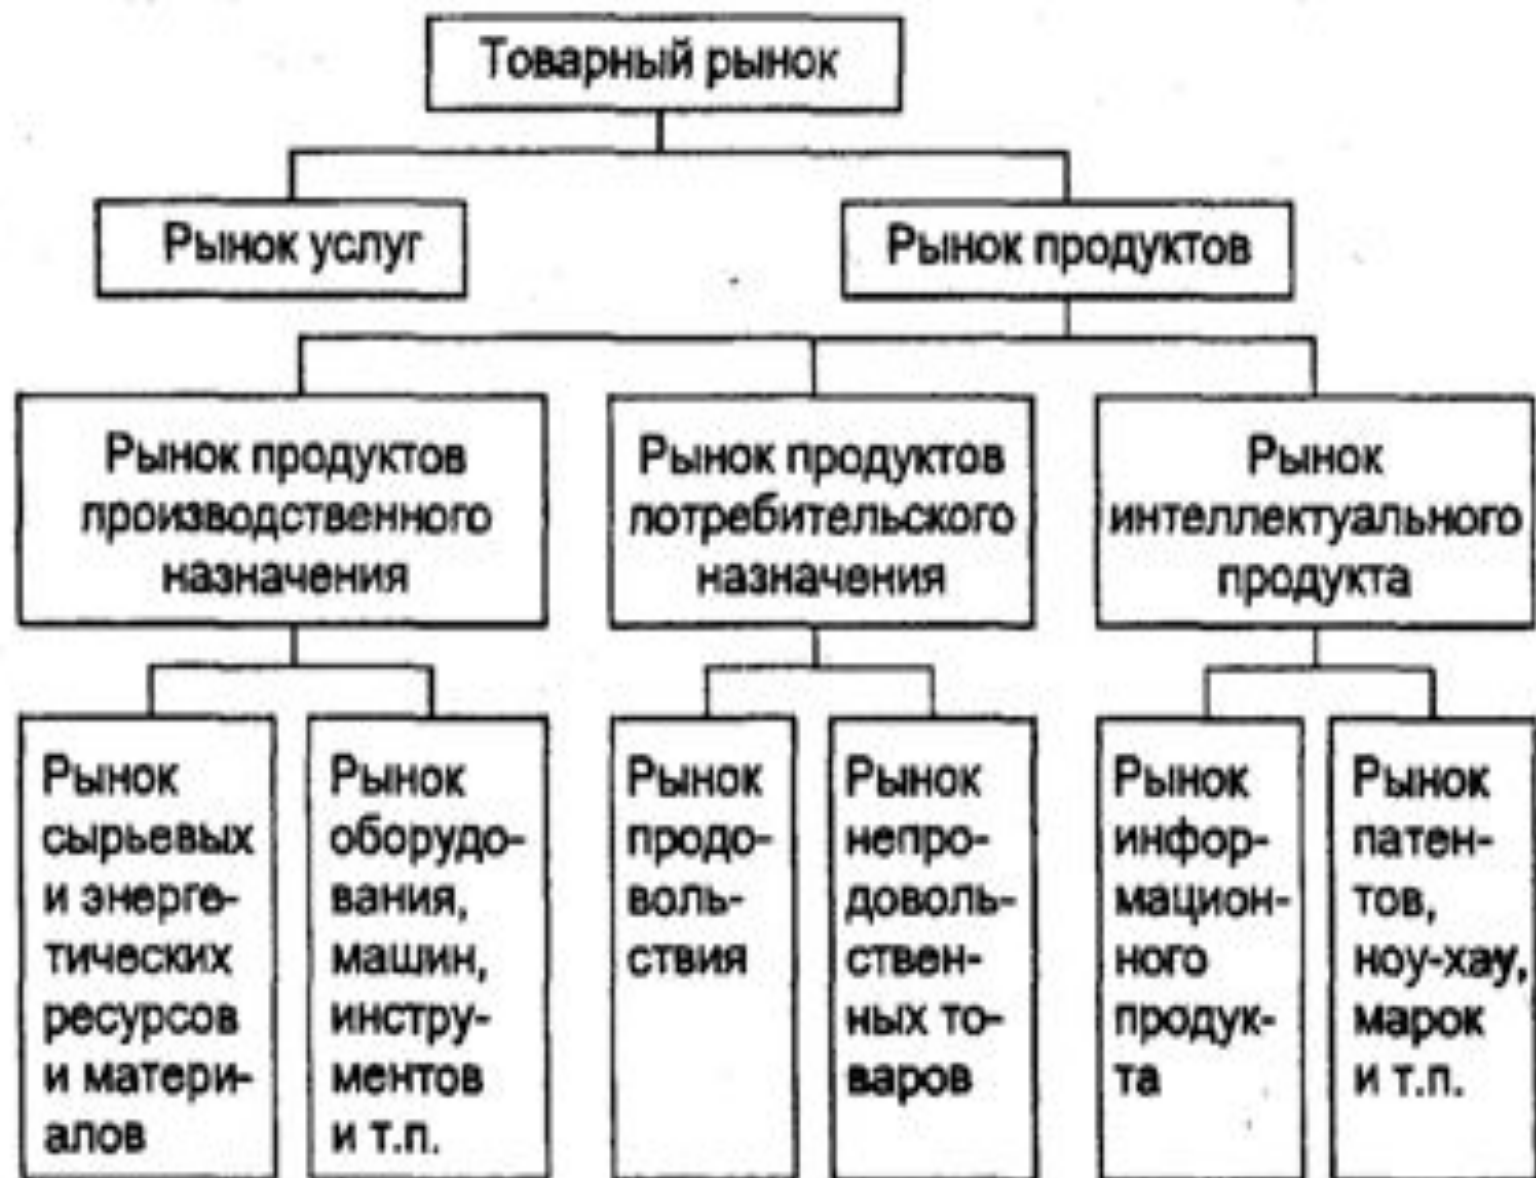 Товарный рынок
Рынок услуг
Рынок продуктов
Рынок продуктов
производственного
назначения
Рынок продуктов
потребительского
назначения
Рынок
интеллектуального
продукта
Рынок
сырьевых
и энерге-
тических
ресурсов
и матери-
алов
Рынок
оборудо-
вания,
машин,
инстру-
ментов
и т.п.
Рынок
продо-
воль-
ствия
Рынок
непро-
доволь-
ствен-
ных то-
варов
Рынок
инфор-
мацион-
ного
продук-
та
Рынок
патен-
тов,
ноу-хау,
марок
и т.п.